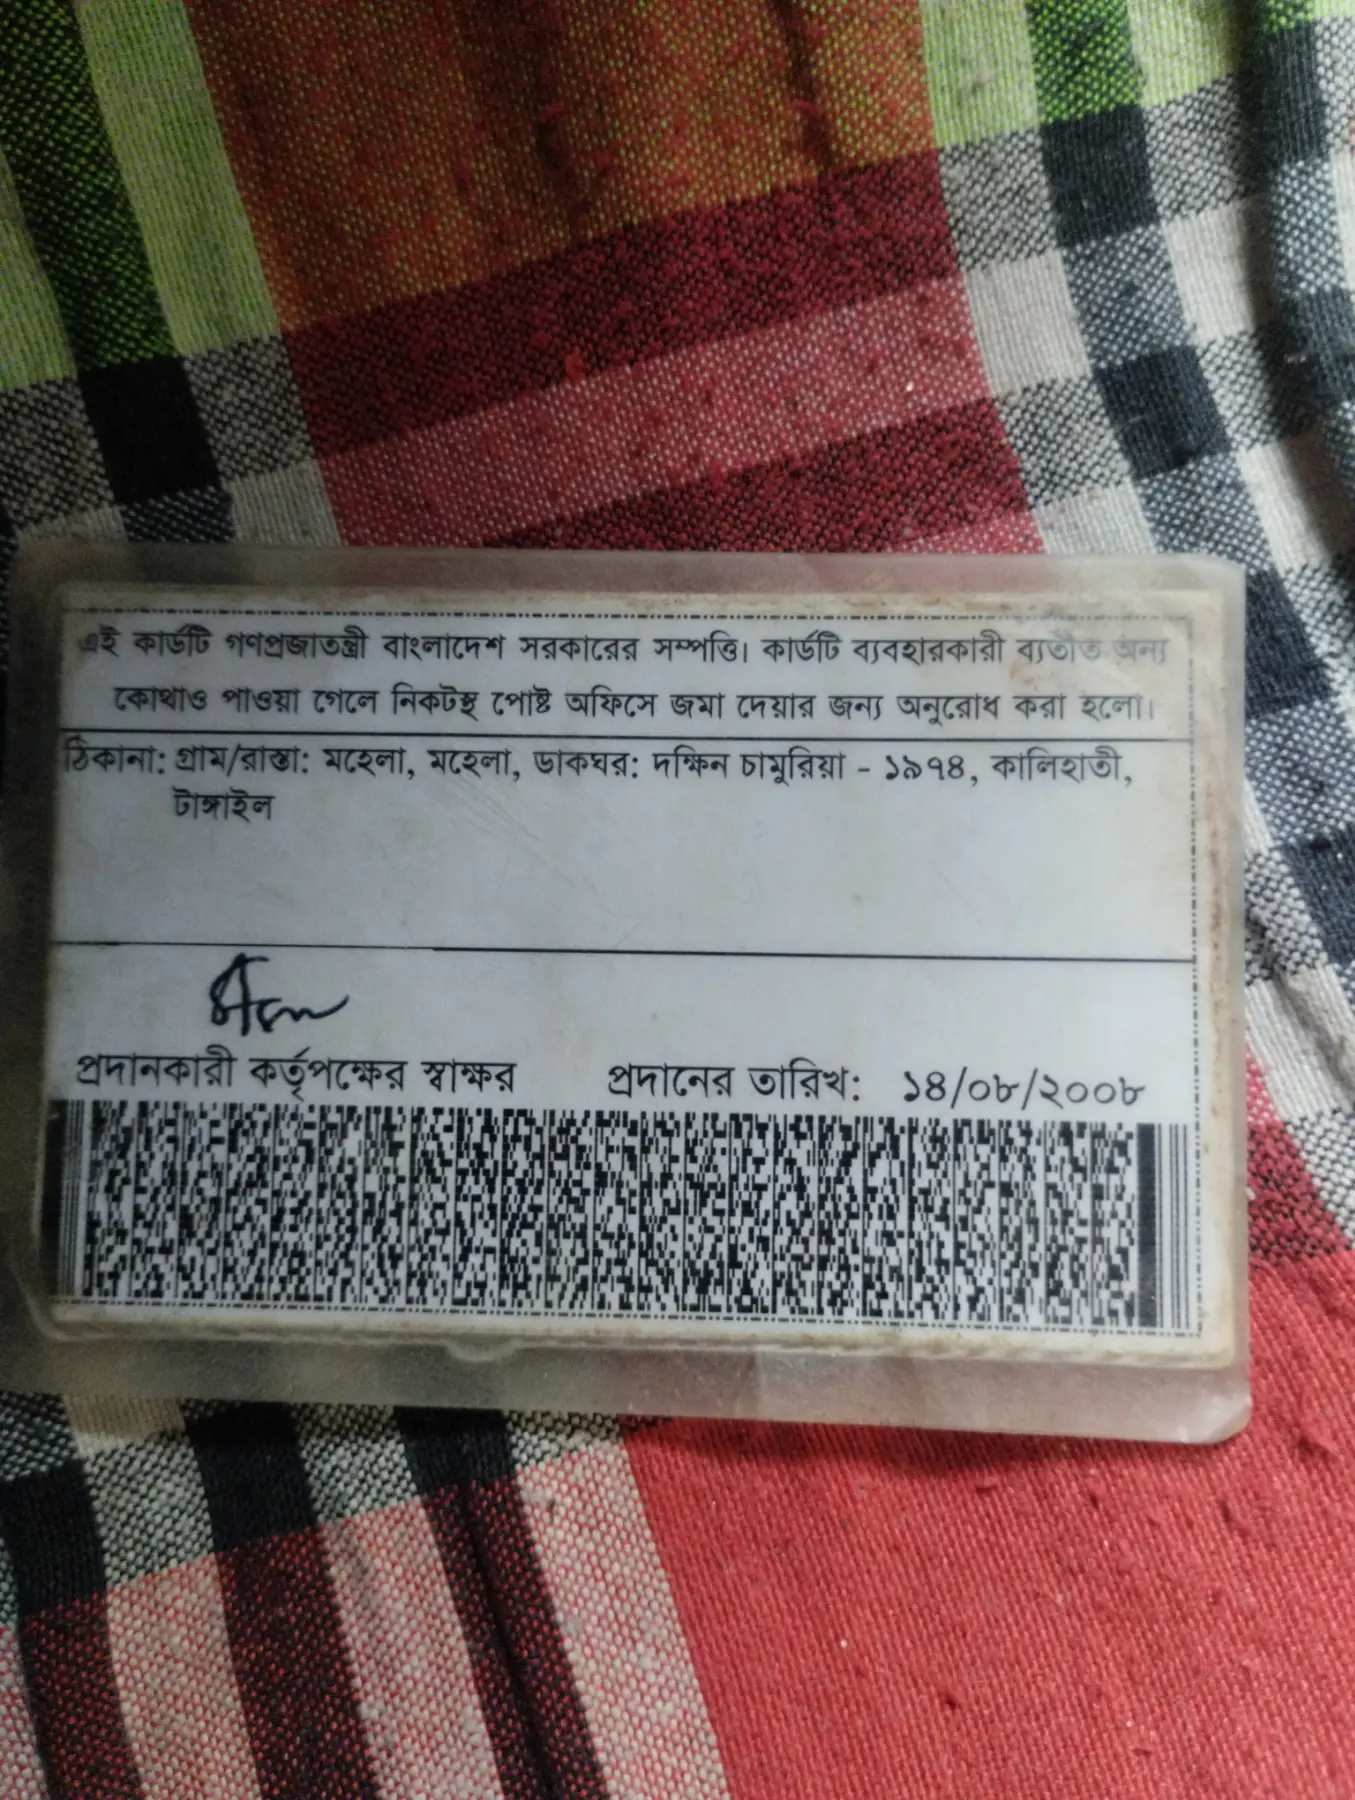 এই কার্ডটি গণপ্রজাতন্ত্রী বাংলাদেশ সরকারের সম্পত্তি। কার্ডটি ব্যবহারকারী ব্যতীত অন্য
কোথাও পাওয়া গেলে নিকটস্থ পোষ্ট অফিসে জমা দেয়ার জন্য অনুরোধ করা হলো।
ঠিকানা: গ্রাম/রাস্তা: মহেলা, মহেলা, ডাকঘর: দক্ষিন চামুরিয়া - ১৯৭৪, কালিহাতী,
টাঙ্গাইল
প্রদানকারী কর্তৃপক্ষের স্বাক্ষর প্রদানের তারিখ: ১৪/০৮/২০০৮